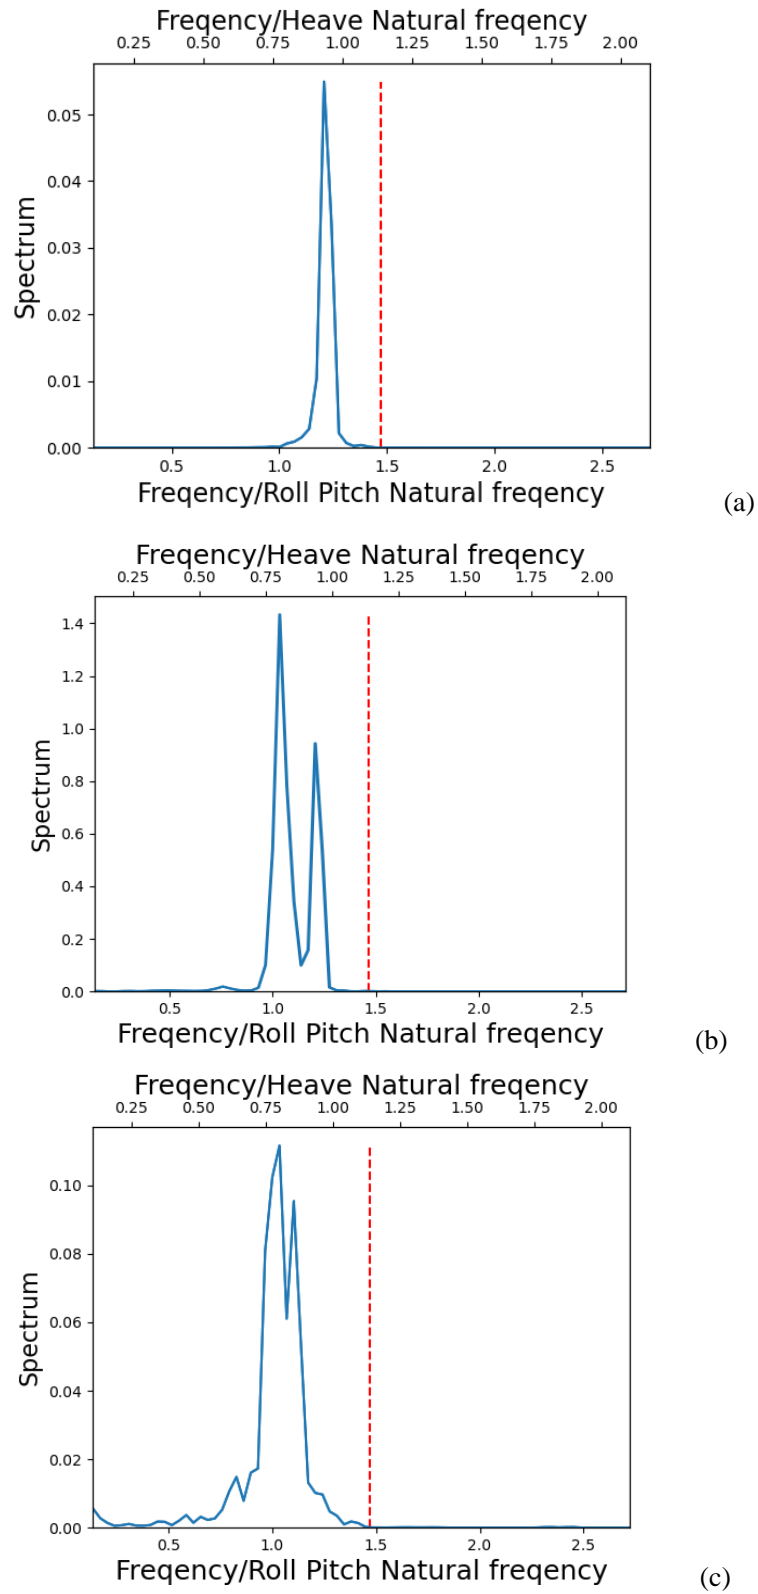 Freqency/Heave Natural freqency
0.25 0.50 0.75 1.00 1.25 1.50 1.75 2.00
0.05
0.04
0.03
0.02
0.01
0.00
Spectrum
0.5 1.0 1.5 2.0 2.5
Freqency/Roll Pitch Natural freqency
(a)
Freqency/Heave Natural freqency
0.25 0.50 0.75 1.00 1.25 1.50 1.75 2.00
1.4
1.2
1.0
0.8
0.6
0.4
0.2
0.0
Spectrum
0.5 1.0 1.5 2.0 2.5
Freqency/Roll Pitch Natural freqency
(b)
Freqency/Heave Natural freqency
0.25 0.50 0.75 1.00 1.25 1.50 1.75 2.00
0.10
0.08
0.06
0.04
0.02
0.00
Spectrum
0.5 1.0 1.5 2.0 2.5
Freqency/Roll Pitch Natural freqency
(c)